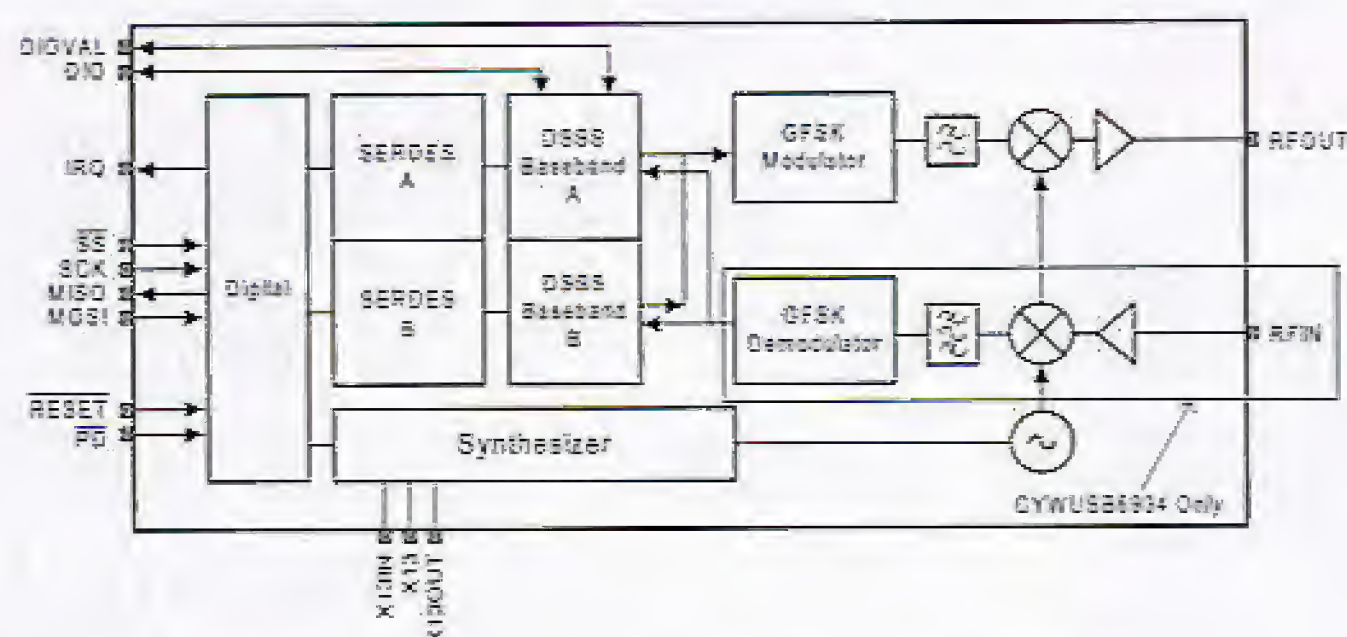 DIOVAL
DIO
IRQ
SS
SCK
MISO
MOSI
RESET
PD
Digital
SERDES
A
SERDES
B
DSSS
Baseband
A
DSSS
Baseband
B
GFSK
Modulator
GFSK
Demodulator
Synthesizer
RFOUT
RFIN
CYWUSB6934 Only
X13IN
X13
X13OUT